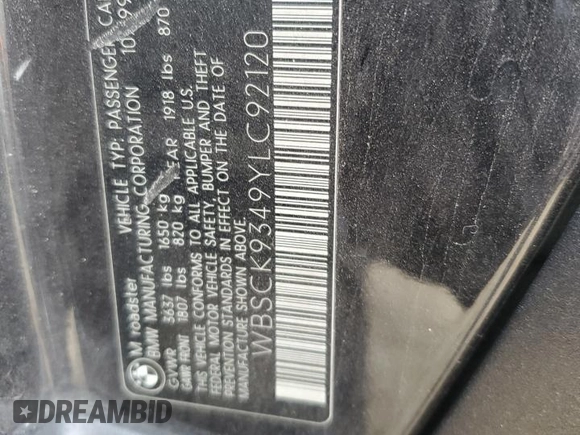 M roadster VEHICLE TYP: PASSENGER CA
BMW MANUFACTURING CORPORATION 10 99
GVWR 3637 lbs 1650 kg
GAWR FRONT 1807 lbs 820 kg REAR 1918 lbs 870
THIS VEHICLE CONFORMS TO ALL APPLICABLE U.S.
FEDERAL MOTOR VEHICLE SAFETY, BUMPER AND THEFT
PREVENTION STANDARDS IN EFFECT ON THE DATE OF
MANUFACTURE SHOWN ABOVE.
WBSCK9349YLC92120
DREAMBID